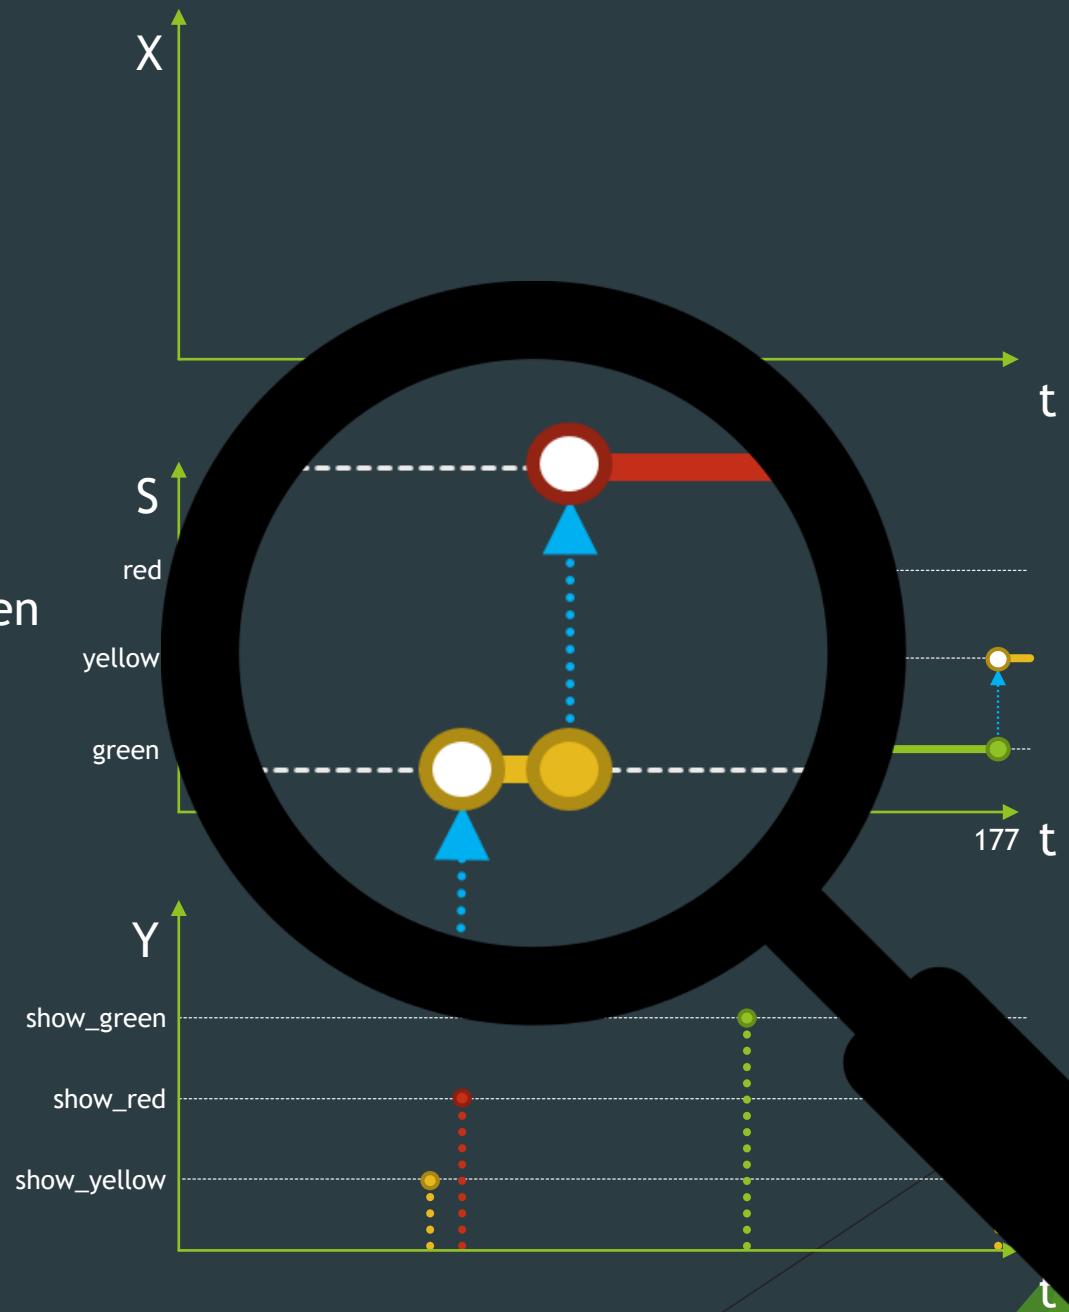 X
t
S
red
en
yellow
green
177
t
Y
show_green
show_red
show_yellow
t